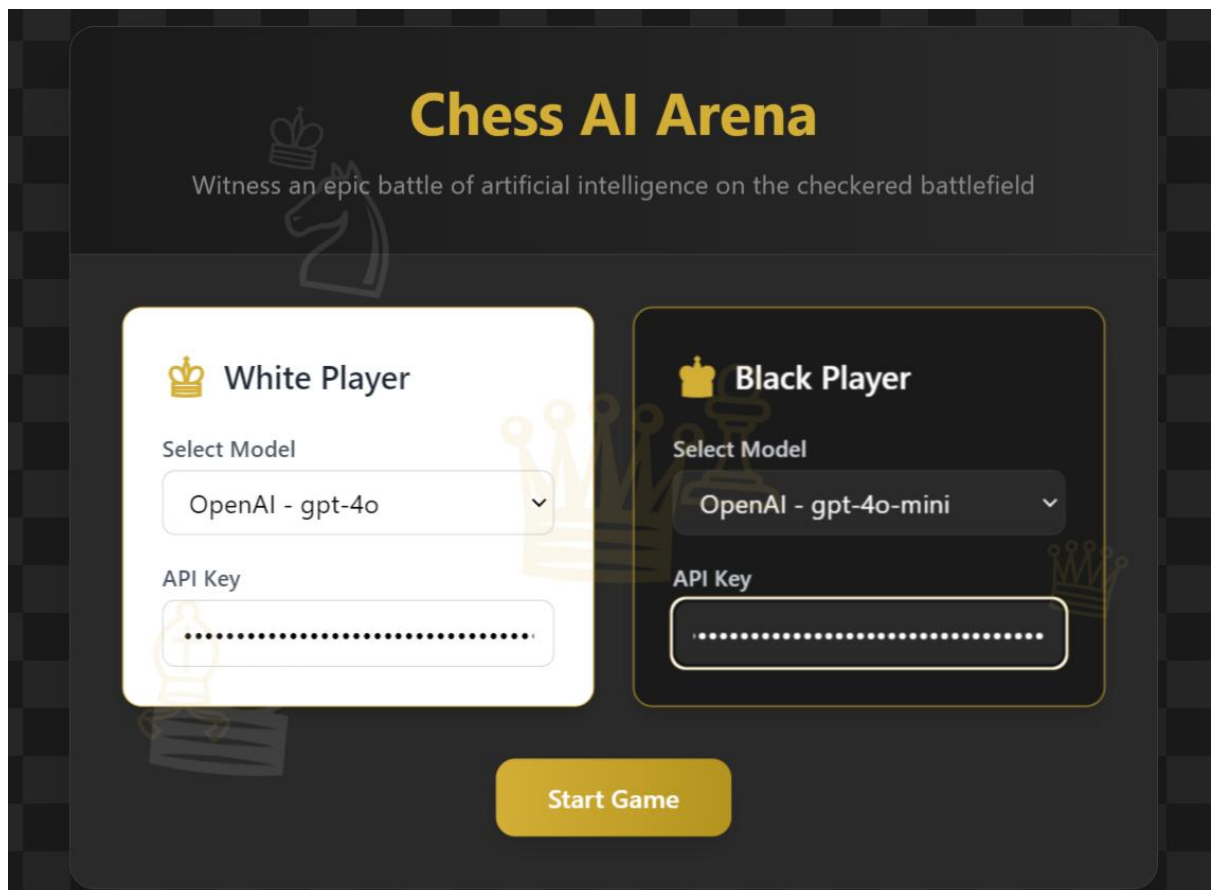 Chess AI Arena
Witness an epic battle of artificial intelligence on the checkered battlefield
White Player
Select Model
OpenAI - gpt-4o
API Key
••••••••••••••••••••••••••••••••••
Black Player
Select Model
OpenAI - gpt-4o-mini
API Key
••••••••••••••••••••••••••••••••••
Start Game